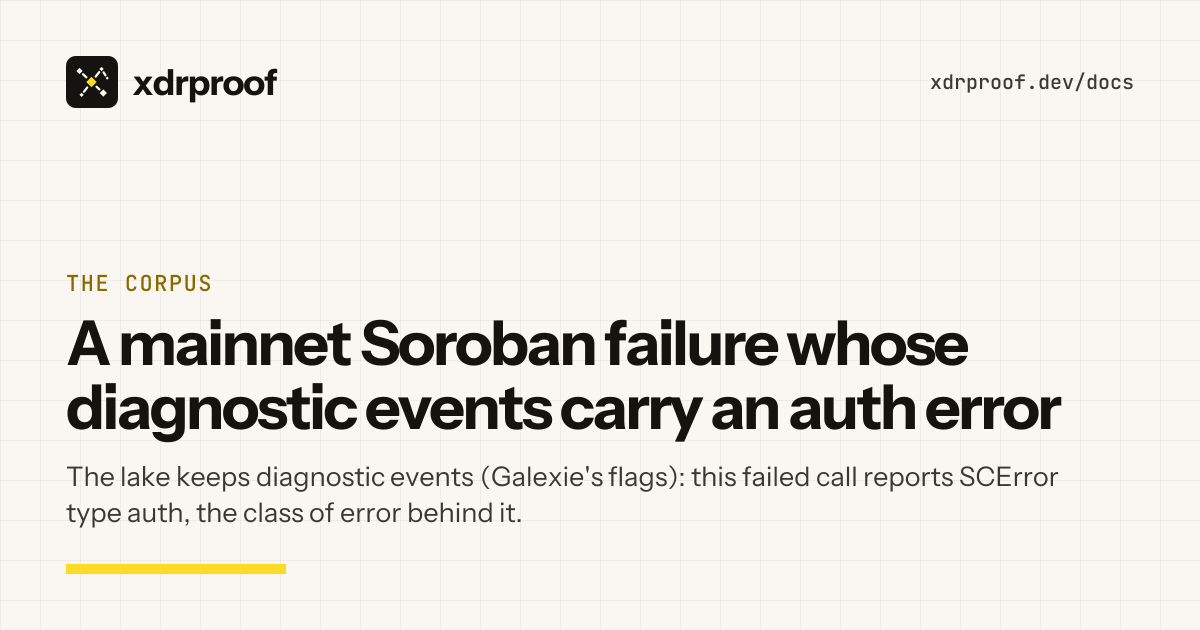 xdrproof
xdrproof.dev/docs
THE CORPUS
A mainnet Soroban failure whose
diagnostic events carry an auth error
The lake keeps diagnostic events (Galexie's flags): this failed call reports SCError
type auth, the class of error behind it.